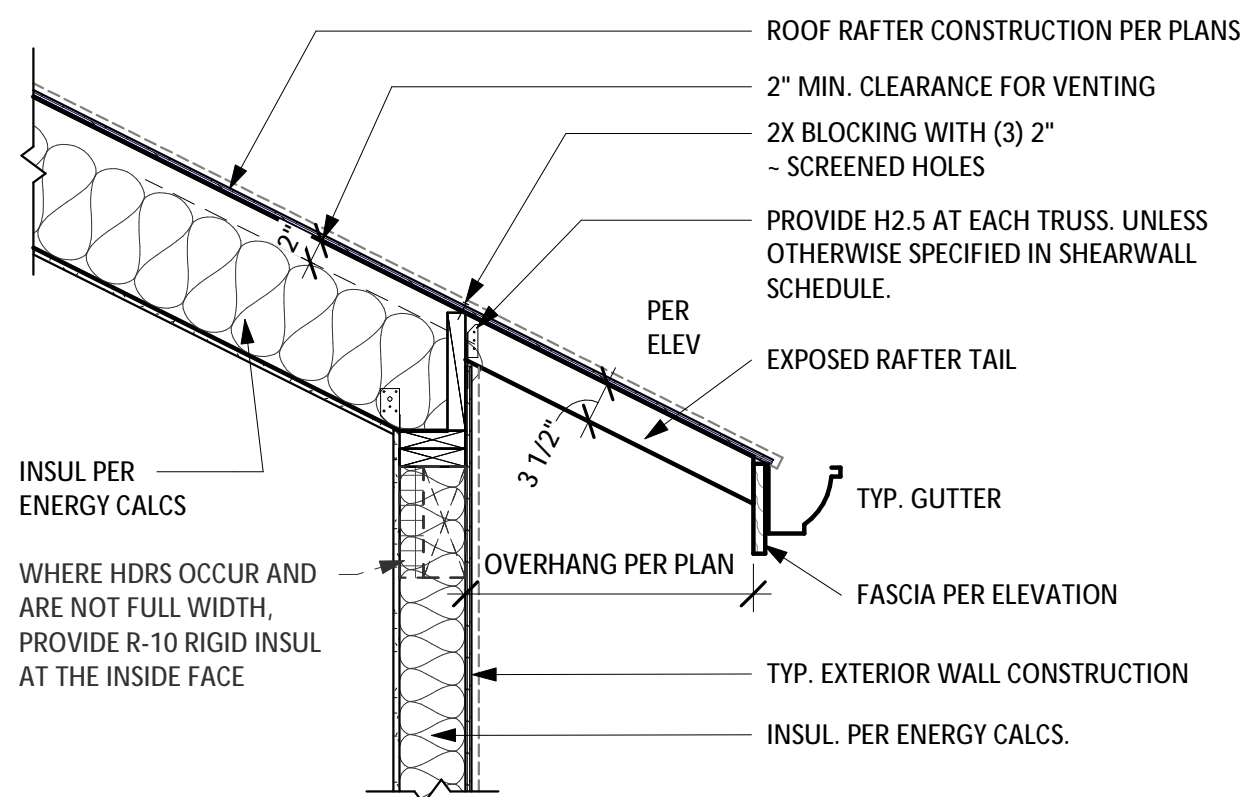 ROOF RAFTER CONSTRUCTION PER PLANS
2" MIN. CLEARANCE FOR VENTING
2X BLOCKING WITH (3) 2"
~ SCREENED HOLES
PROVIDE H2.5 AT EACH TRUSS. UNLESS
OTHERWISE SPECIFIED IN SHEARWALL
SCHEDULE.
2"
PER
ELEV
EXPOSED RAFTER TAIL
3 1/2"
INSUL PER
ENERGY CALCS
TYP. GUTTER
WHERE HDRS OCCUR AND
ARE NOT FULL WIDTH,
PROVIDE R-10 RIGID INSUL
AT THE INSIDE FACE
OVERHANG PER PLAN
FASCIA PER ELEVATION
TYP. EXTERIOR WALL CONSTRUCTION
INSUL. PER ENERGY CALCS.